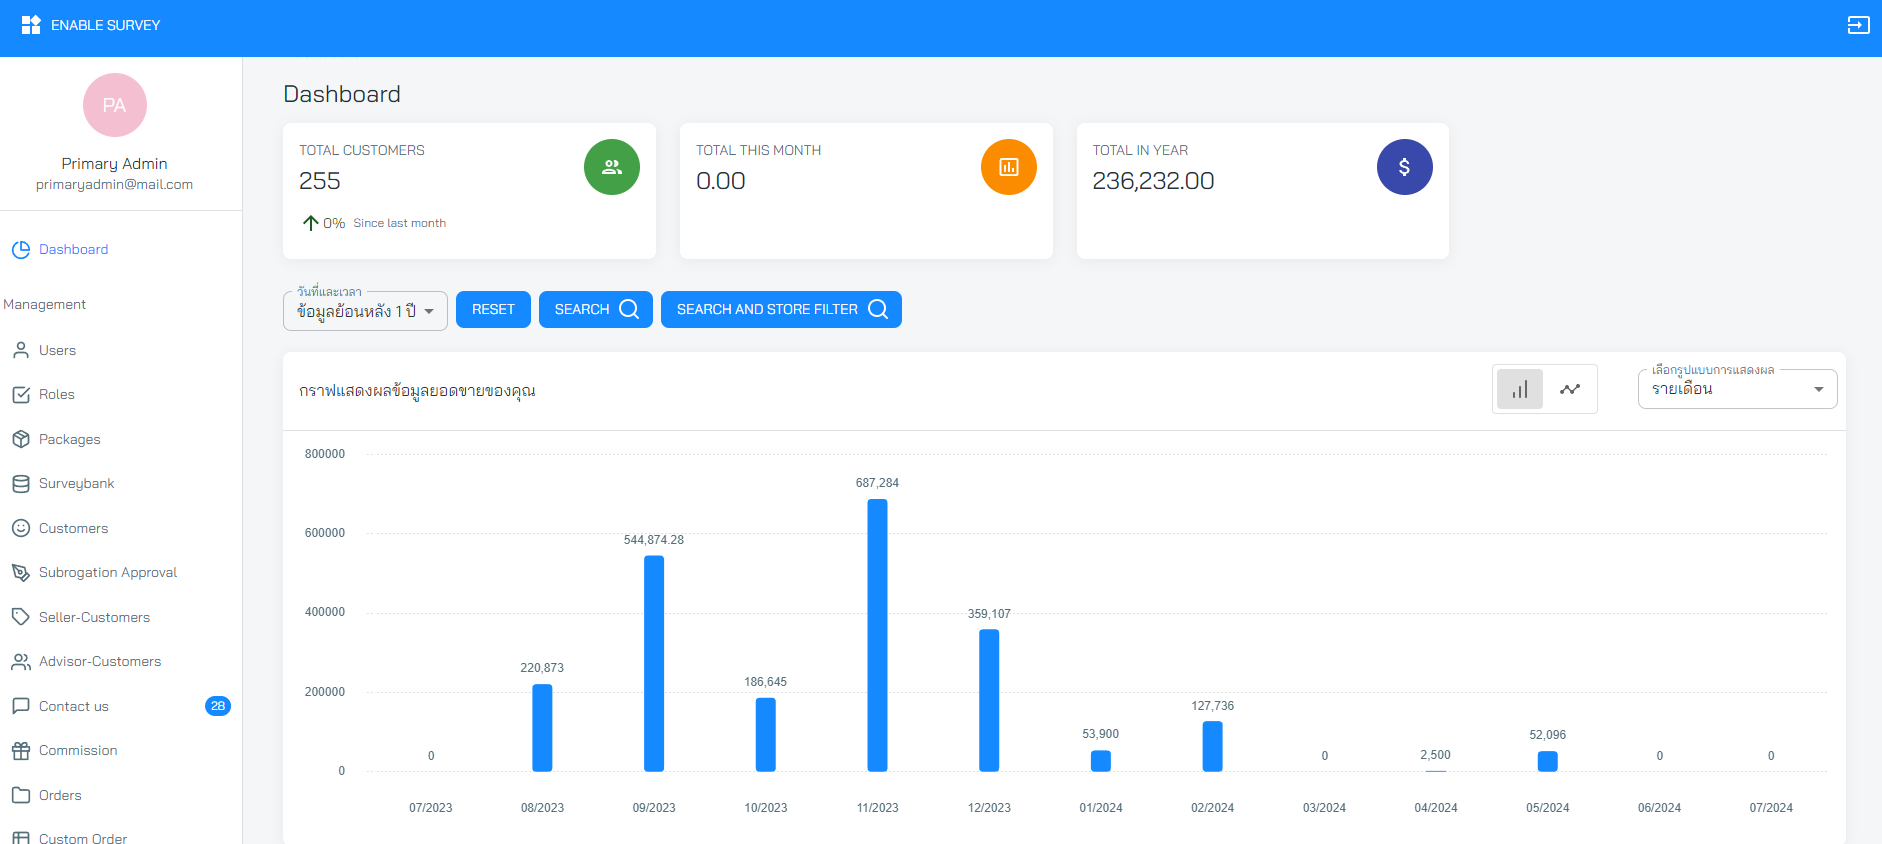 ENABLE SURVEY
PA
Primary Admin
primaryadmin@mail.com
Dashboard
Management
Users
Roles
Packages
Surveybank
Customers
Subrogation Approval
Seller-Customers
Advisor-Customers
Contact us 28
Commission
Orders
Custom Order
Dashboard
TOTAL CUSTOMERS
255
0% Since last month
TOTAL THIS MONTH
0.00
TOTAL IN YEAR
236,232.00
$
วันที่และเวลา
ข้อมูลย้อนหลัง 1 ปี
RESET
SEARCH
SEARCH AND STORE FILTER
กราฟแสดงผลข้อมูลยอดขายของคุณ
เลือกรูปแบบการแสดงผล
รายเดือน
800000
600000
400000
200000
0
0
220,873
544,874.28
186,645
687,284
359,107
53,900
127,736
0
2,500
52,096
0
0
07/2023
08/2023
09/2023
10/2023
11/2023
12/2023
01/2024
02/2024
03/2024
04/2024
05/2024
06/2024
07/2024